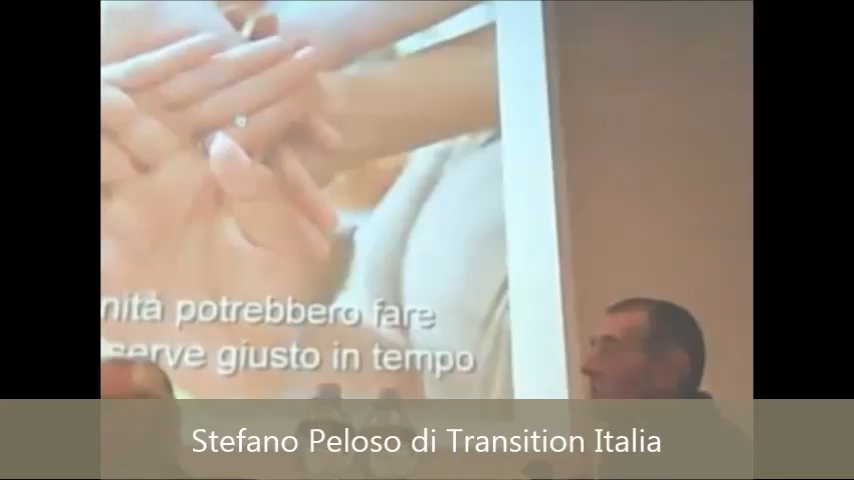 nità potrebbero fare
serve giusto in tempo
Stefano Peloso di Transition Italia